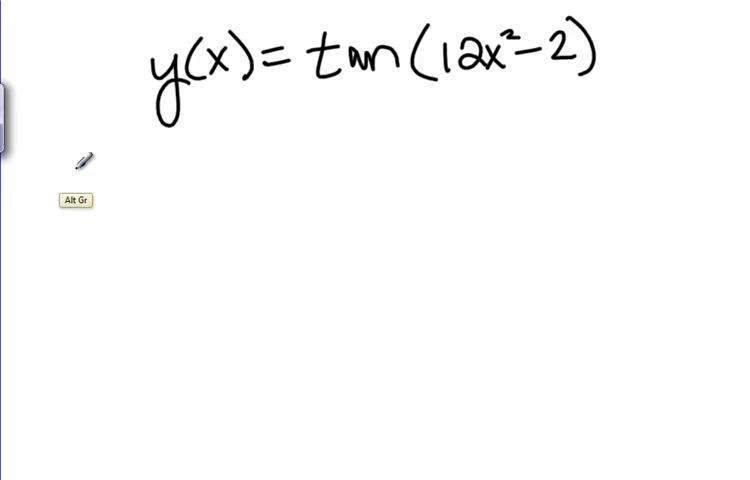 y(x) = tan(12x²-2)
Alt Gr